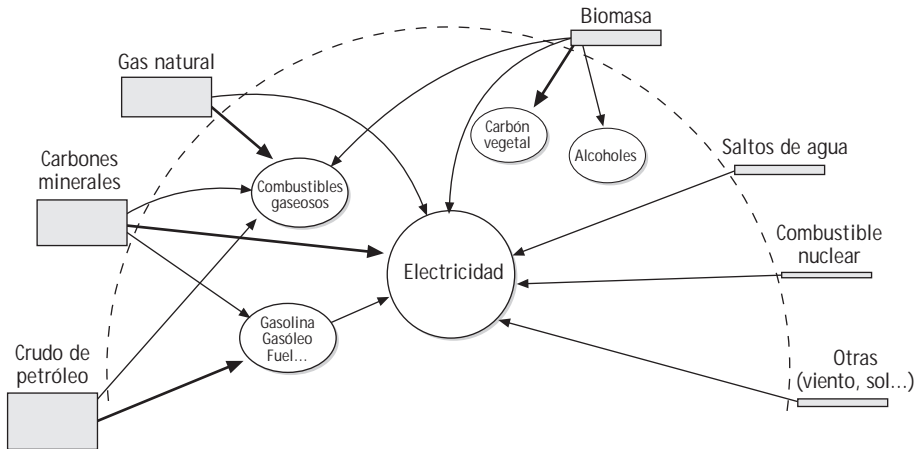 Biomasa
Gas natural
Carbón
vegetal
Alcoholes
Saltos de agua
Carbones
minerales
Combustibles
gaseosos
Combustible
nuclear
Electricidad
Gasolina
Gasóleo
Fuel...
Crudo de
petróleo
Otras
(viento, sol...)